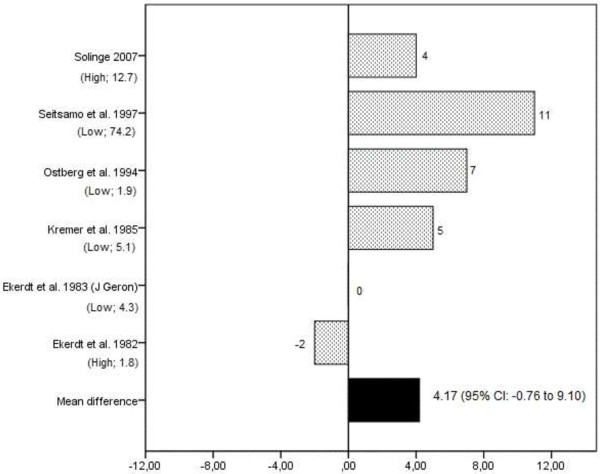 Solinge 2007
(High; 12.7)
4
Seitsamo et al. 1997
(Low; 74.2)
11
Ostberg et al. 1994
(Low; 1.9)
7
Kremer et al. 1985
(Low; 5.1)
5
Ekerdt et al. 1983 (J Geron)
(Low; 4.3)
0
Ekerdt et al. 1982
(High; 1.8)
-2
Mean difference
4.17 (95% CI: -0.76 to 9.10)
-12,00 -8,00 -4,00 ,00 4,00 8,00 12,00